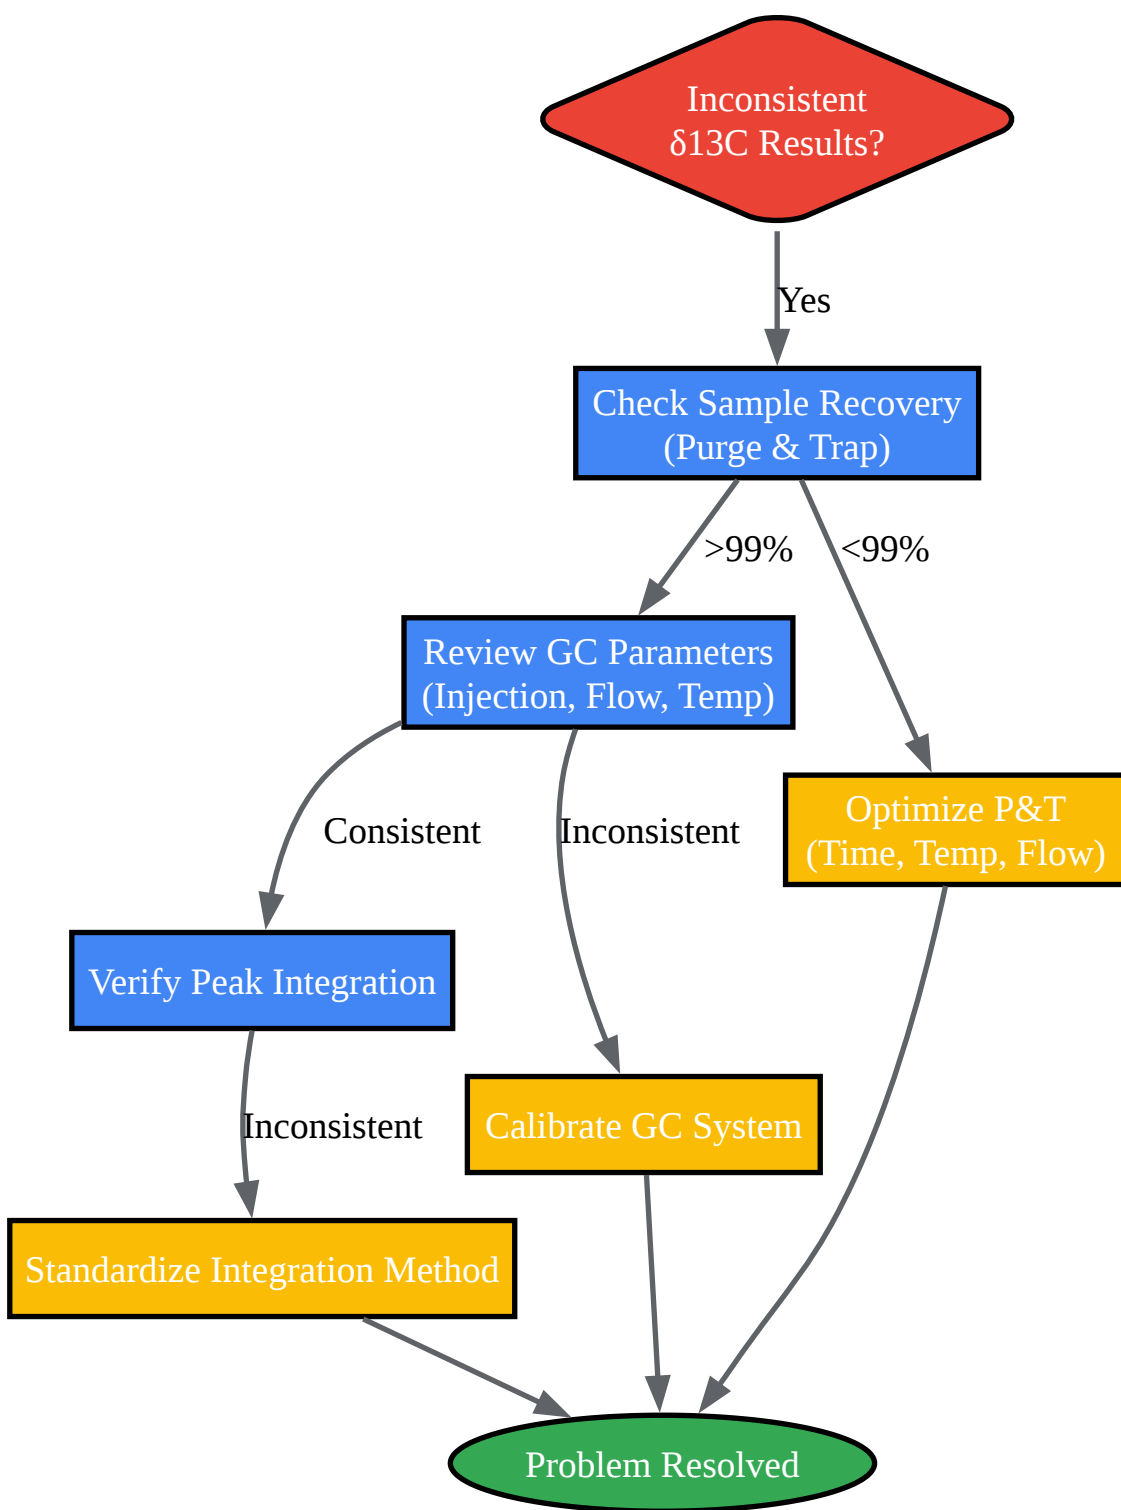 Inconsistent
δ13C Results?
Yes
Check Sample Recovery
(Purge & Trap)
>99%
<99%
Review GC Parameters
(Injection, Flow, Temp)
Optimize P&T
(Time, Temp, Flow)
Consistent
Inconsistent
Verify Peak Integration
Inconsistent
Calibrate GC System
Standardize Integration Method
Problem Resolved